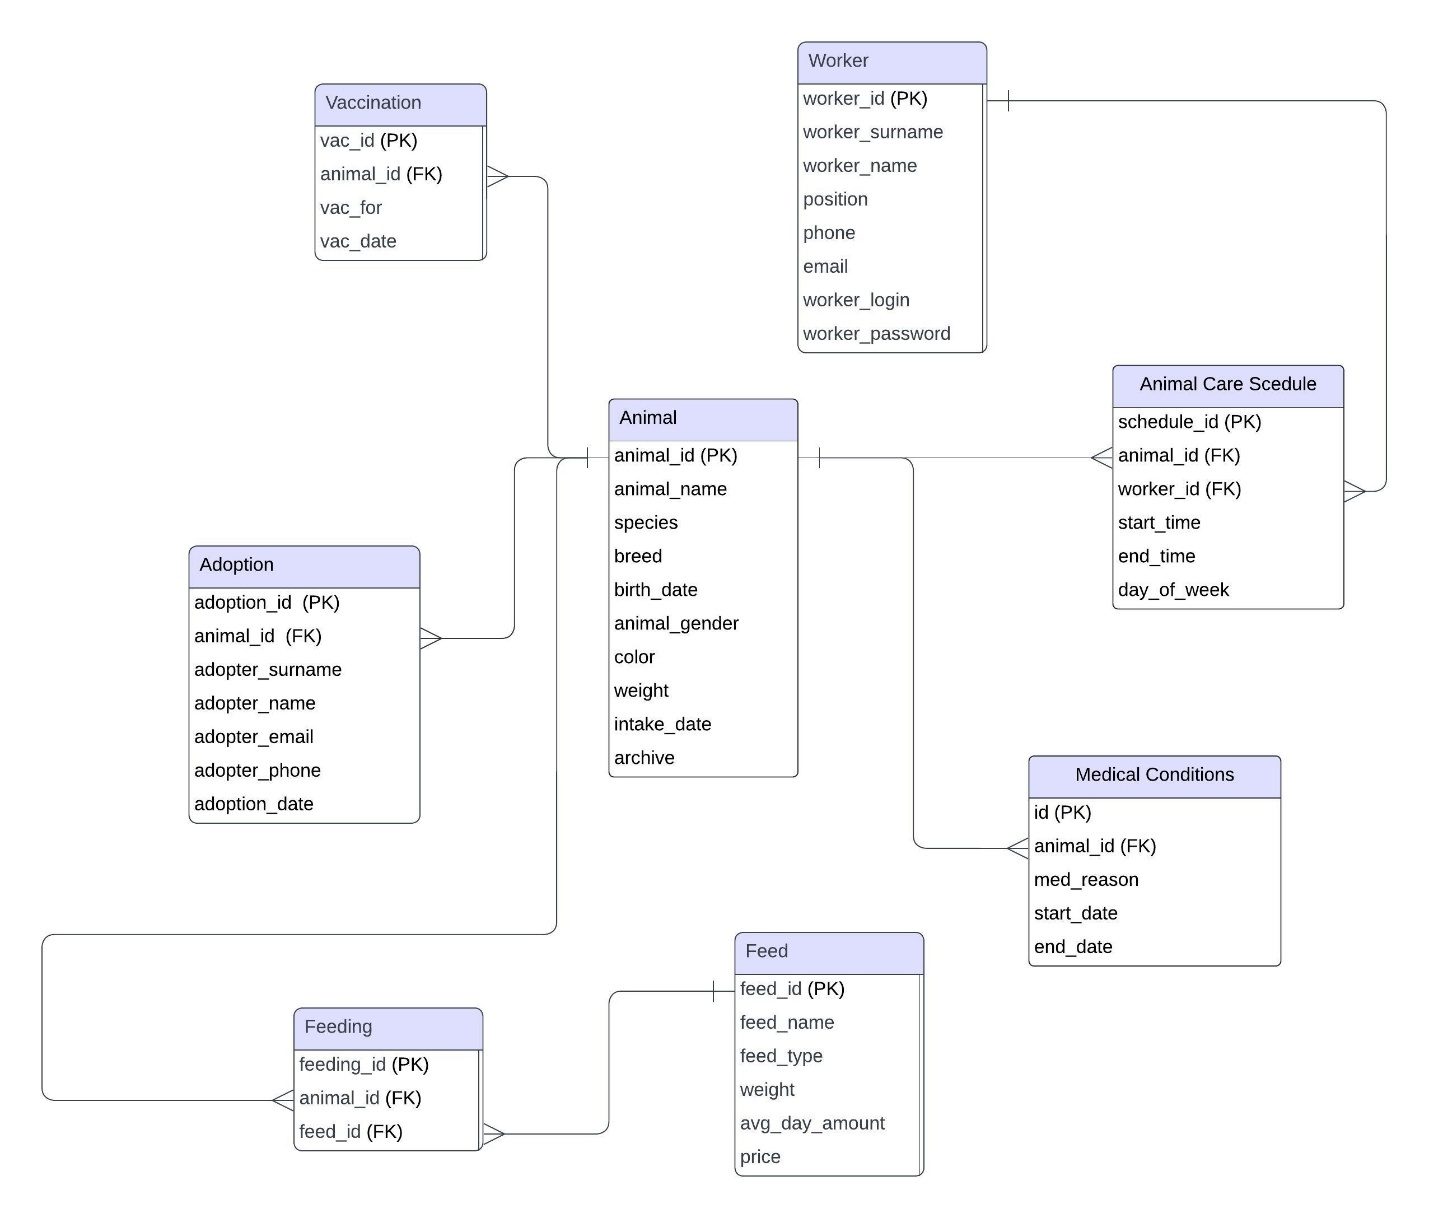 Worker
worker_id (PK)
worker_surname
worker_name
position
phone
email
worker_login
worker_password
Vaccination
vac_id (PK)
animal_id (FK)
vac_for
vac_date
Animal Care Scedule
schedule_id (PK)
animal_id (FK)
worker_id (FK)
start_time
end_time
day_of_week
Animal
animal_id (PK)
animal_name
species
breed
birth_date
animal_gender
color
weight
intake_date
archive
Adoption
adoption_id  (PK)
animal_id  (FK)
adopter_surname
adopter_name
adopter_email
adopter_phone
adoption_date
Medical Conditions
id (PK)
animal_id (FK)
med_reason
start_date
end_date
Feed
feed_id (PK)
feed_name
feed_type
weight
avg_day_amount
price
Feeding
feeding_id (PK)
animal_id (FK)
feed_id (FK)